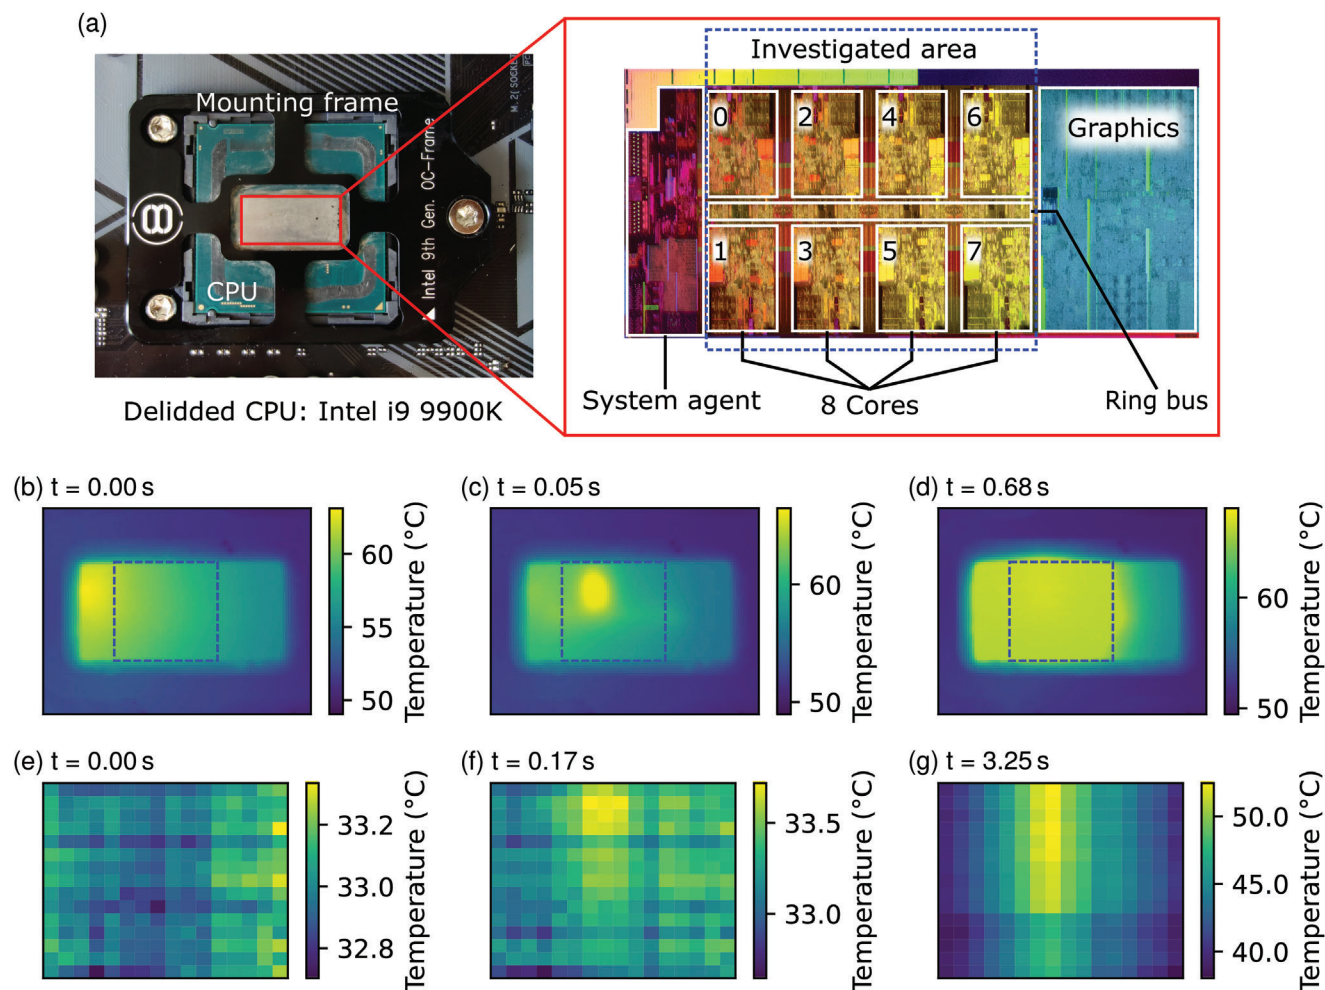 (a)
Mounting frame
CPU
Intel 9th Gen. OC-Frame
M.2(SOCKET
Delidded CPU: Intel i9 9900K
Investigated area
0 2 4 6
Graphics
1 3 5 7
System agent
8 Cores
Ring bus
(b) t = 0.00 s
60
55
50
Temperature (°C)
(c) t = 0.05 s
60
50
Temperature (°C)
(d) t = 0.68 s
60
50
Temperature (°C)
(e) t = 0.00 s
33.2
33.0
32.8
Temperature (°C)
(f) t = 0.17 s
33.5
33.0
Temperature (°C)
(g) t = 3.25 s
50.0
45.0
40.0
Temperature (°C)